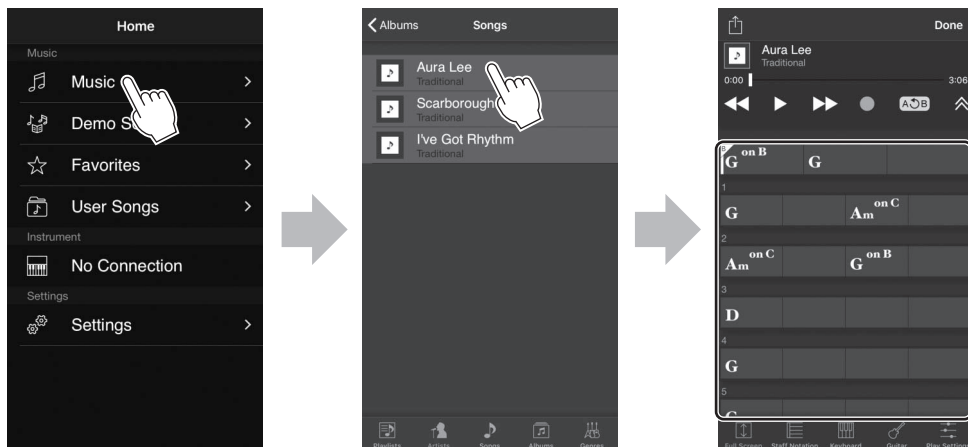 Home
Music
Music
Demo S
Favorites
User Songs
Instrument
No Connection
Settings
Settings
Albums Songs
Aura Lee
Traditional
Scarborough
Traditional
I've Got Rhythm
Traditional
Playlists Artists Songs Albums Genres
Done
Aura Lee
Traditional
0:00 3:06
A B
B
G on B G
1
G Am on C
2
Am on C G on B
3
D
4
G
5
G
Full Screen Staff Notation Keyboard Guitar Play Settings